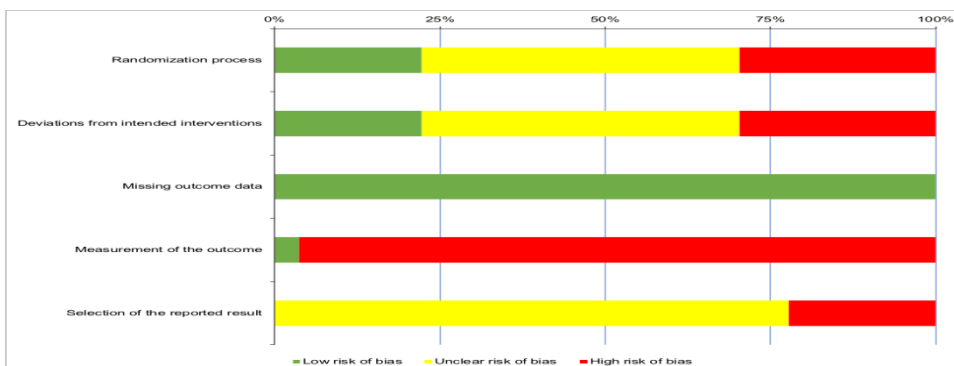 0% 25% 50% 75% 100%
Randomization process
Deviations from intended interventions
Missing outcome data
Measurement of the outcome
Selection of the reported result
Low risk of bias Unclear risk of bias High risk of bias